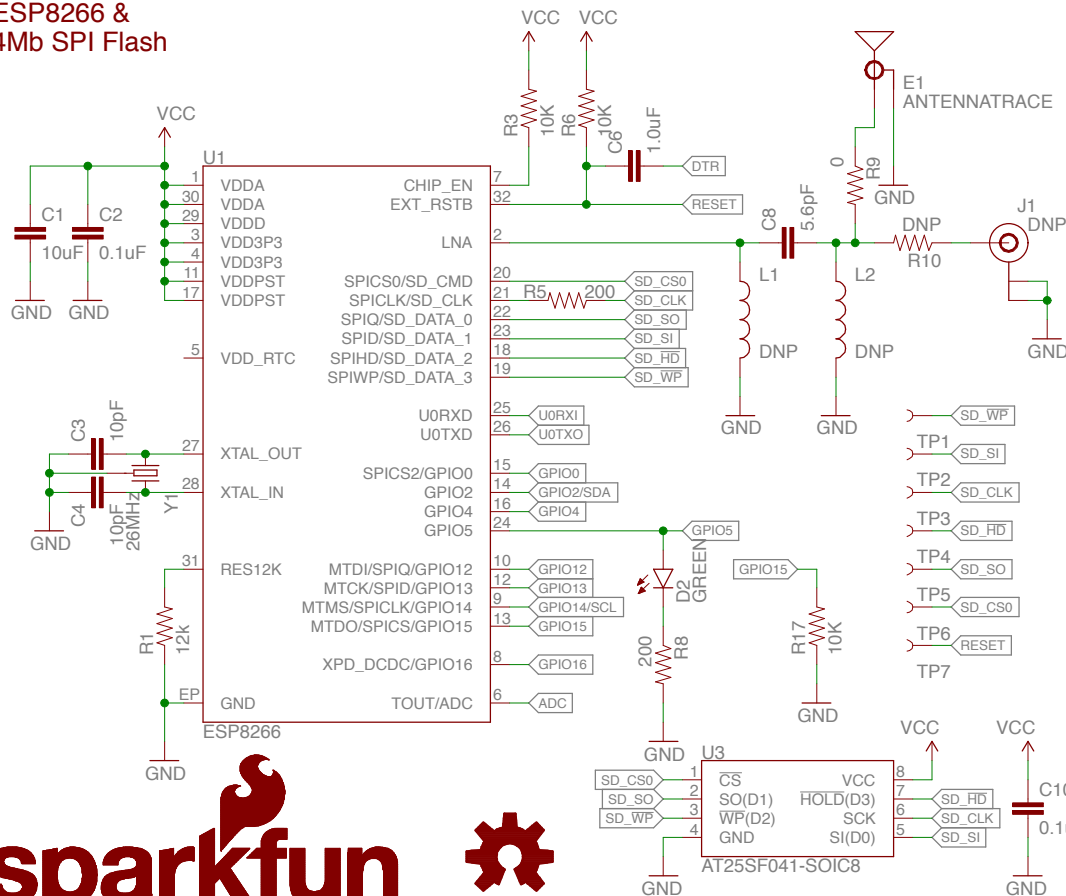 ESP8266 &
4Mb SPI Flash
VCC
VCC
E1
ANTENNATRACE
R3
10K
R6
10K
C6
1.0uF
DTR
RESET
0
R9
GND
VCC
C1
10uF
C2
0.1uF
GND
GND
U1
1 VDDA
30 VDDA
29 VDDD
3 VDD3P3
4 VDD3P3
11 VDDPST
17 VDDPST
5 VDD_RTC
27 XTAL_OUT
28 XTAL_IN
31 RES12K
EP GND
CHIP_EN 7
EXT_RSTB 32
LNA 2
SPICS0/SD_CMD 20 SD_CS0
SPICLK/SD_CLK 21 R5 200 SD_CLK
SPIQ/SD_DATA_0 22 SD_SO
SPID/SD_DATA_1 23 SD_SI
SPIHD/SD_DATA_2 18 SD_HD
SPIWP/SD_DATA_3 19 SD_WP
U0RXD 25 U0RXI
U0TXD 26 U0TXO
SPICS2/GPIO0 15 GPIO0
GPIO2 14 GPIO2/SDA
GPIO4 16 GPIO4
GPIO5 24 GPIO5
MTDI/SPIQ/GPIO12 10 GPIO12
MTCK/SPID/GPIO13 12 GPIO13
MTMS/SPICLK/GPIO14 9 GPIO14/SCL
MTDO/SPICS/GPIO15 13 GPIO15
XPD_DCDC/GPIO16 8 GPIO16
TOUT/ADC 6 ADC
ESP8266
C3
10pF
C4
10pF
26MHz
Y1
GND
R1
12k
GND
C8
5.6pF
L1
DNP
GND
L2
DNP
GND
DNP
R10
J1
DNP
GND
D2
GREEN
200
R8
GND
GPIO15
R17
10K
GND
SD_WP
TP1
SD_SI
TP2
SD_CLK
TP3
SD_HD
TP4
SD_SO
TP5
SD_CS0
TP6
RESET
TP7
U3
SD_CS0 1 CS
SD_SO 2 SO(D1)
SD_WP 3 WP(D2)
4 GND
VCC
VCC 8
HOLD(D3) 7 SD_HD
SCK 6 SD_CLK
SI(D0) 5 SD_SI
AT25SF041-SOIC8
GND
VCC
GND
sparkfun